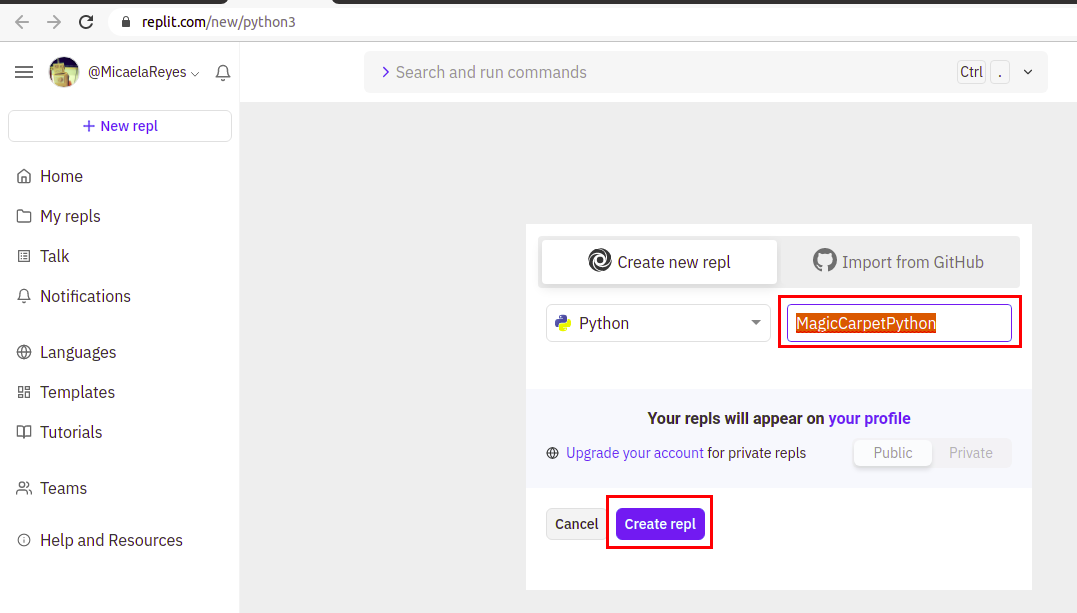 replit.com/new/python3
@MicaelaReyes
Search and run commands
Ctrl .
+ New repl
Home
My repls
Talk
Notifications
Languages
Templates
Tutorials
Teams
Help and Resources
Create new repl
Import from GitHub
Python
MagicCarpetPython
Your repls will appear on your profile
Upgrade your account for private repls
Public
Private
Cancel
Create repl